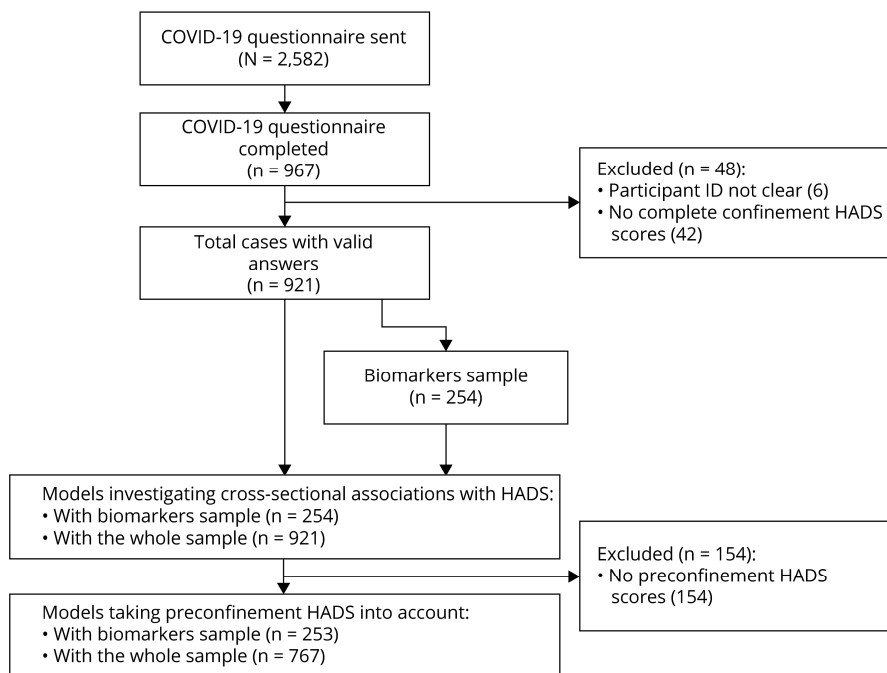 COVID-19 questionnaire sent
(N = 2,582)
COVID-19 questionnaire
completed
(n = 967)
Excluded (n = 48):
• Participant ID not clear (6)
• No complete confinement HADS
scores (42)
Total cases with valid
answers
(n = 921)
Biomarkers sample
(n = 254)
Models investigating cross-sectional associations with HADS:
• With biomarkers sample (n = 254)
• With the whole sample (n = 921)
Excluded (n = 154):
• No preconfinement HADS
scores (154)
Models taking preconfinement HADS into account:
• With biomarkers sample (n = 253)
• With the whole sample (n = 767)